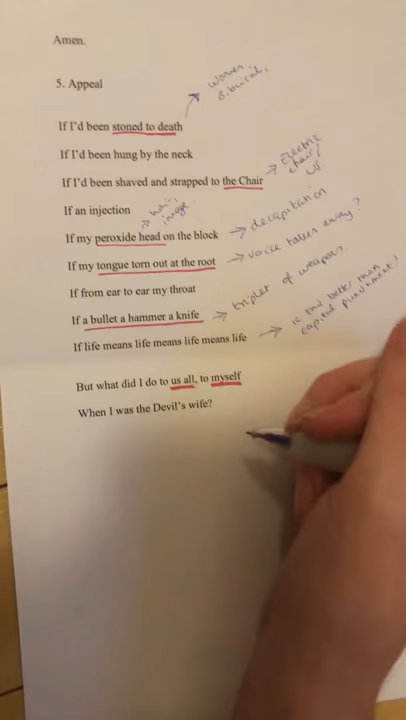 Amen.
5. Appeal
women,
Biblical,
If I'd been stoned to death
If I'd been hung by the neck
Electric
chair/
US
If I'd been shaved and strapped to the Chair
If an injection
hair,
image
If my peroxide head on the block
decapitation
If my tongue torn out at the root
voice taken away?
If from ear to ear my throat
If a bullet a hammer a knife
triplet of weapons.
If life means life means life means life
is this better than
capital punishment?
But what did I do to us all, to myself
When I was the Devil's wife?